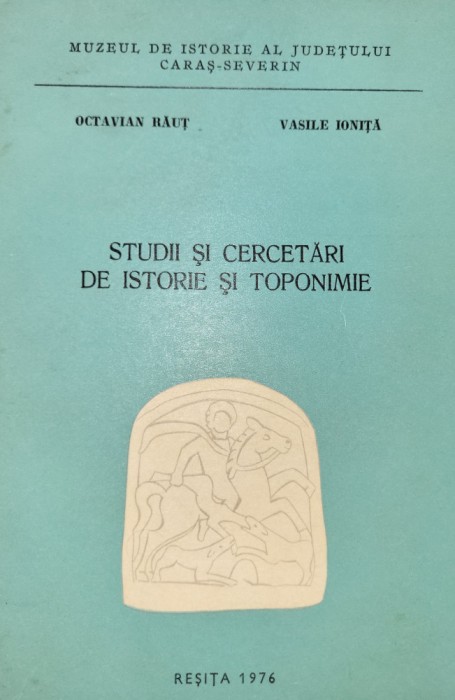 MUZEUL DE ISTORIE AL JUDEȚULUI
CARAȘ-SEVERIN
OCTAVIAN RĂUȚ VASILE IONIȚĂ
STUDII ȘI CERCETĂRI
DE ISTORIE ȘI TOPONIMIE
REȘIȚA 1976